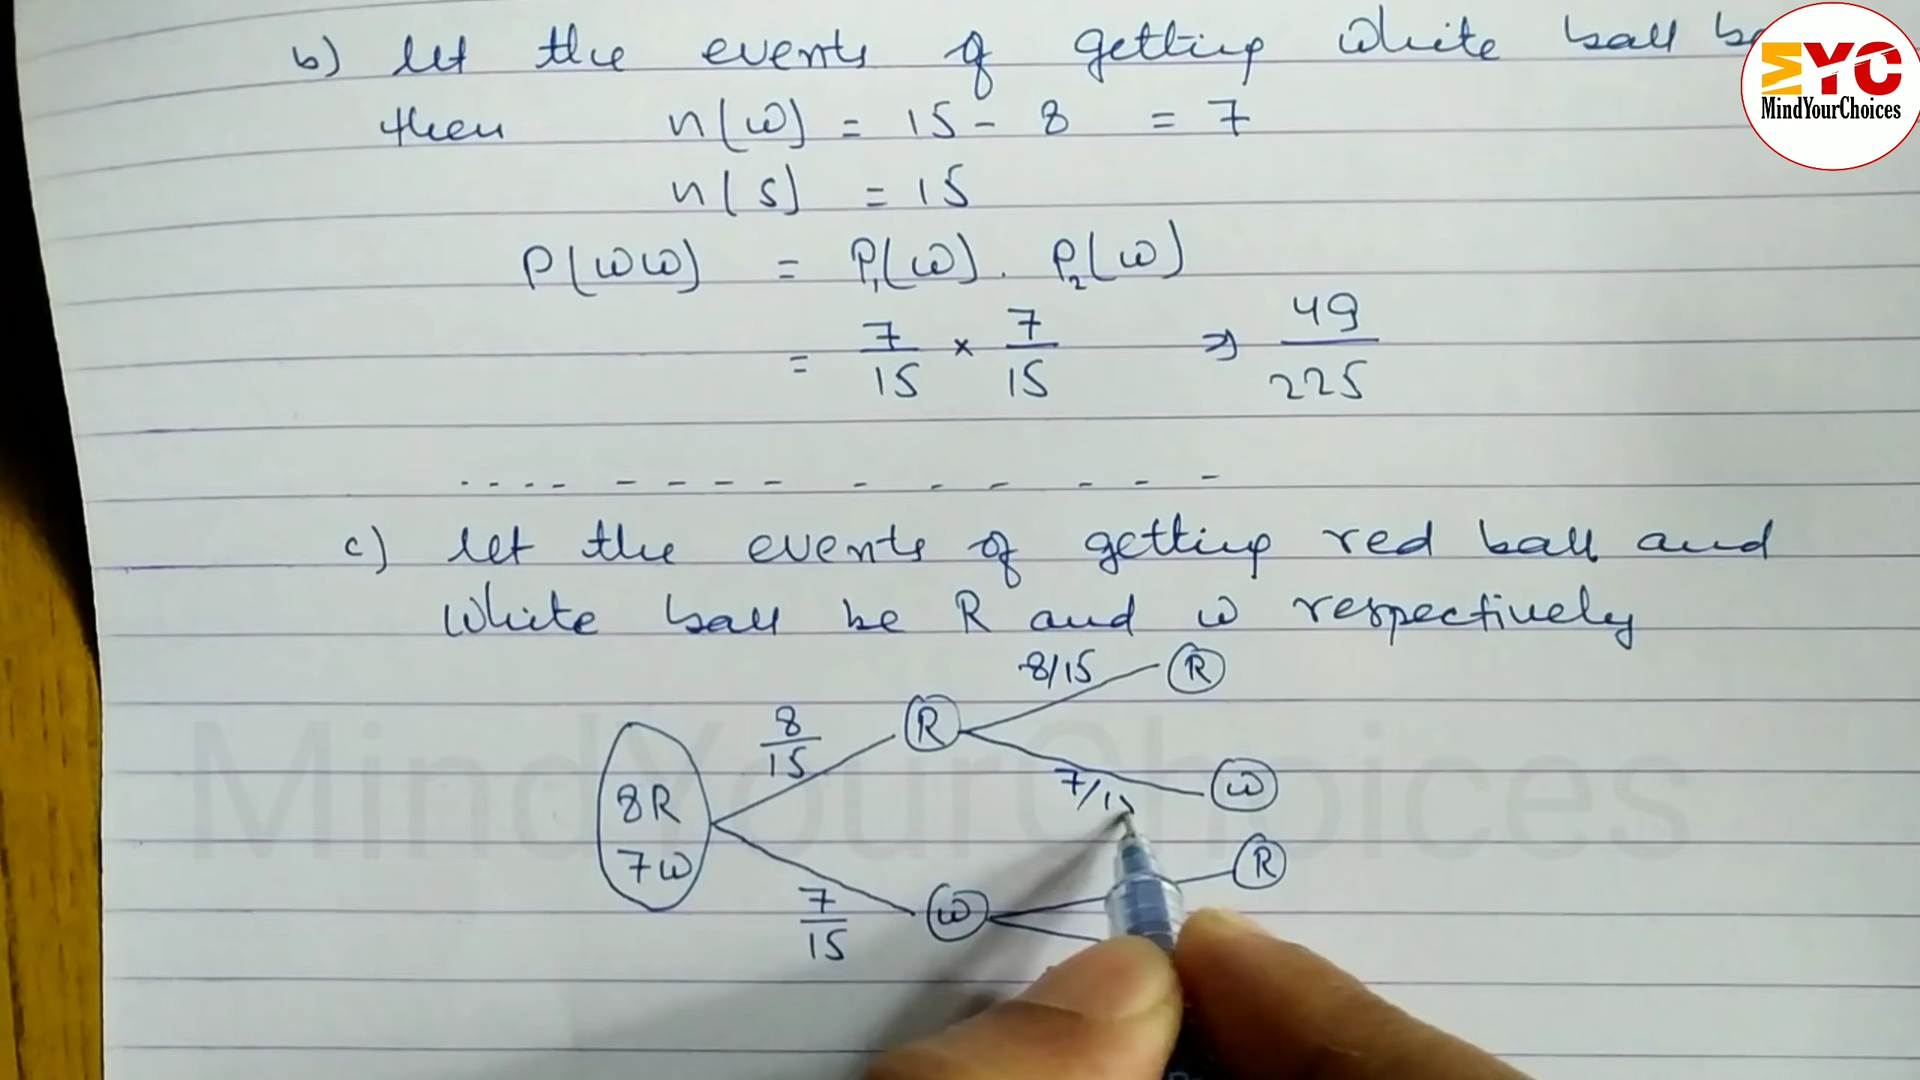 b) let the events of getting white ball be
then n(w) = 15 - 8 = 7
n(s) = 15
P(ww) = P₁(w) . P₂(w)
= 7/15 × 7/15 ⇒ 49/225
c) let the events of getting red ball and
white ball be R and w respectively
8/15 R
8/15 R
7/15 w
8R
7w
R
7/15 w
MYC
MindYourChoices
MindYourChoices